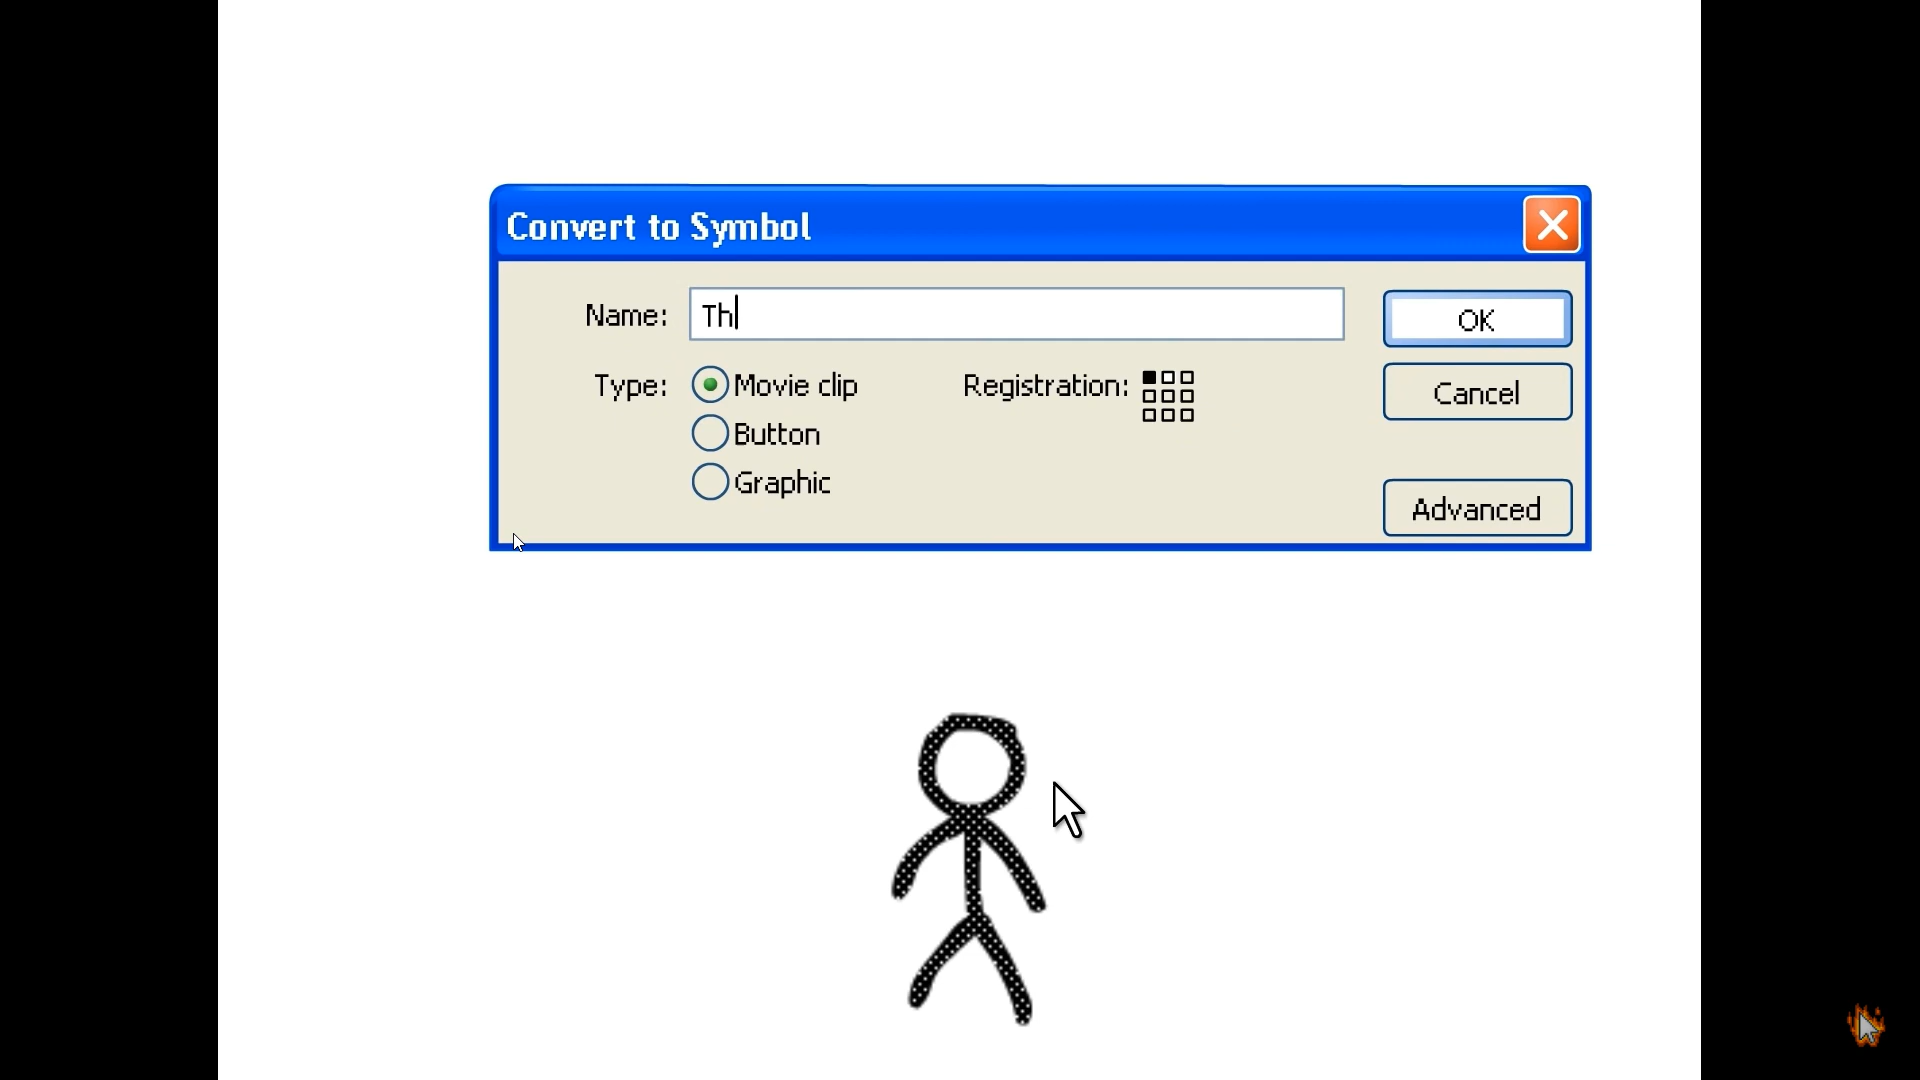 Convert to Symbol
Name: Th
OK
Type: Movie clip
Registration:
Cancel
Button
Graphic
Advanced